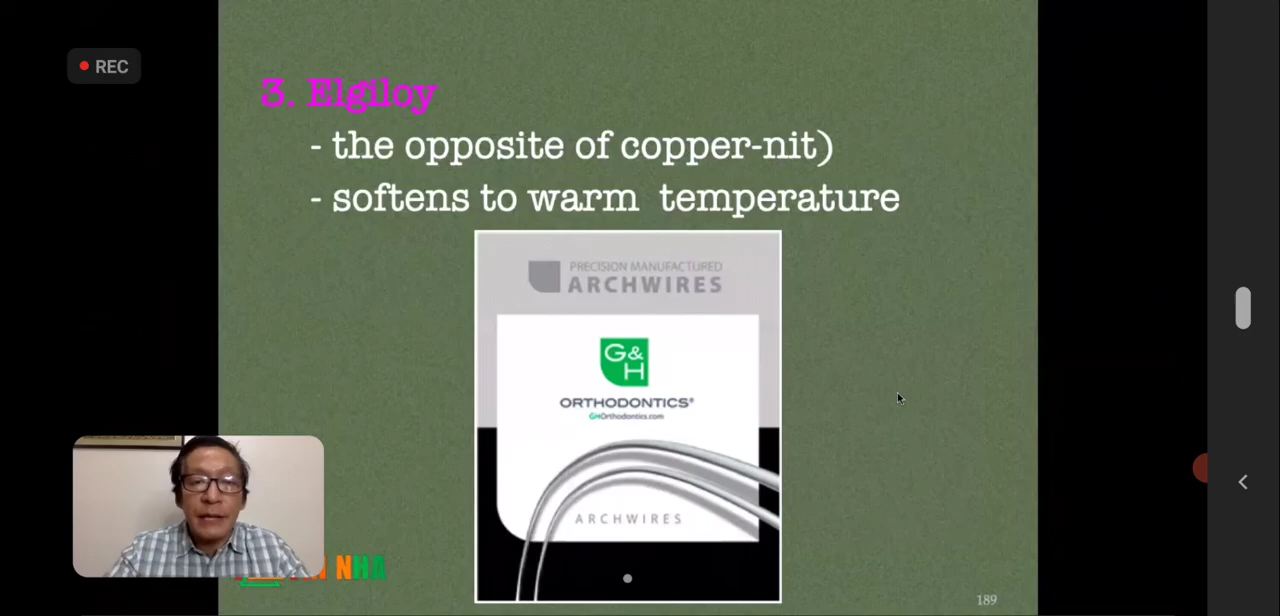 REC
3. Elgiloy
- the opposite of copper-nit)
- softens to warm temperature
PRECISION MANUFACTURED
ARCHWIRES
G&
H
ORTHODONTICS®
GHOrthodontics.com
ARCHWIRES
NHA
189